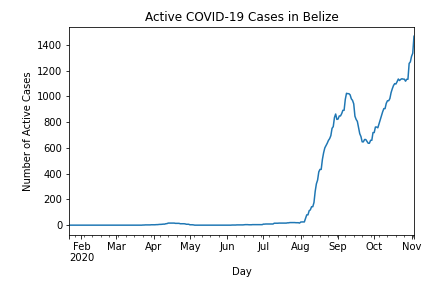 Active COVID-19 Cases in Belize
Number of Active Cases
1400
1200
1000
800
600
400
200
0
Feb Mar Apr May Jun Jul Aug Sep Oct Nov
2020
Day